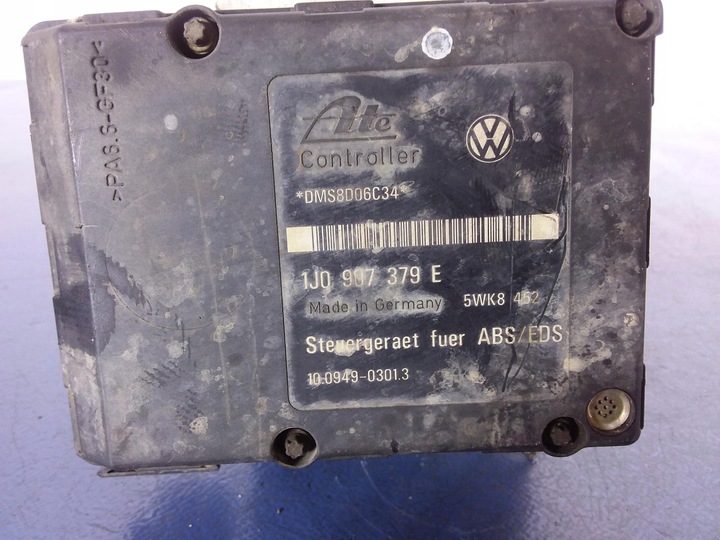 >PA6.6-GF30<
Ate
Controller
*DMS8D06C34*
1J0 907 379 E
Made in Germany 5WK8 452
Steuergeraet fuer ABS/EDS
10.0949-0301.3